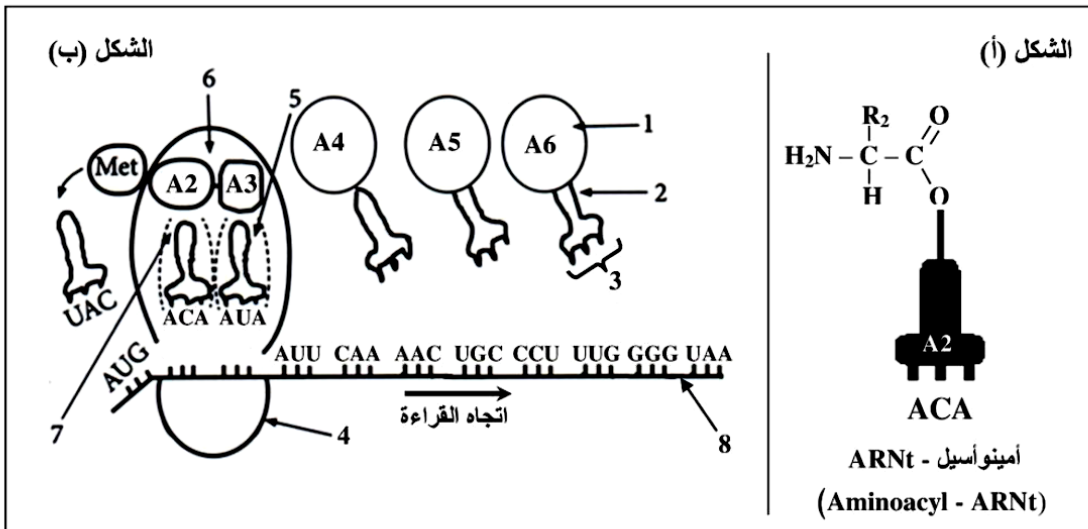 الشكل (أ)
R₂ O
H₂N – C – C
H O
A2
ACA
أمينوأسيل - ARNt
(Aminoacyl - ARNt)
الشكل (ب)
6
5
Met A2 A3 A4 A5 A6 1
2
3
UAC ACA AUA
AUG AUU CAA AAC UGC CCU UUG GGG UAA
اتجاه القراءة
7 4 8